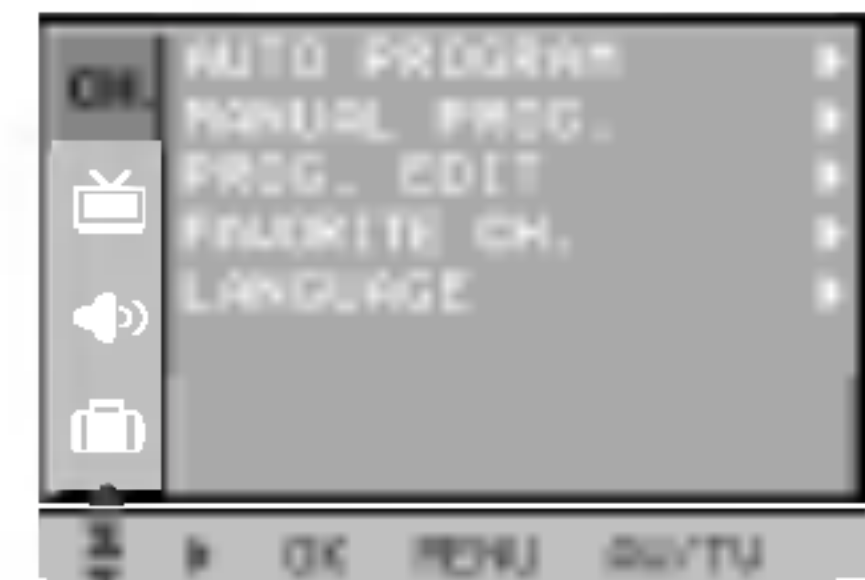 CH.
AUTO PROGRAM
MANUAL PROG.
PROG. EDIT
FAVORITE CH.
LANGUAGE
OK MENU AV/TV